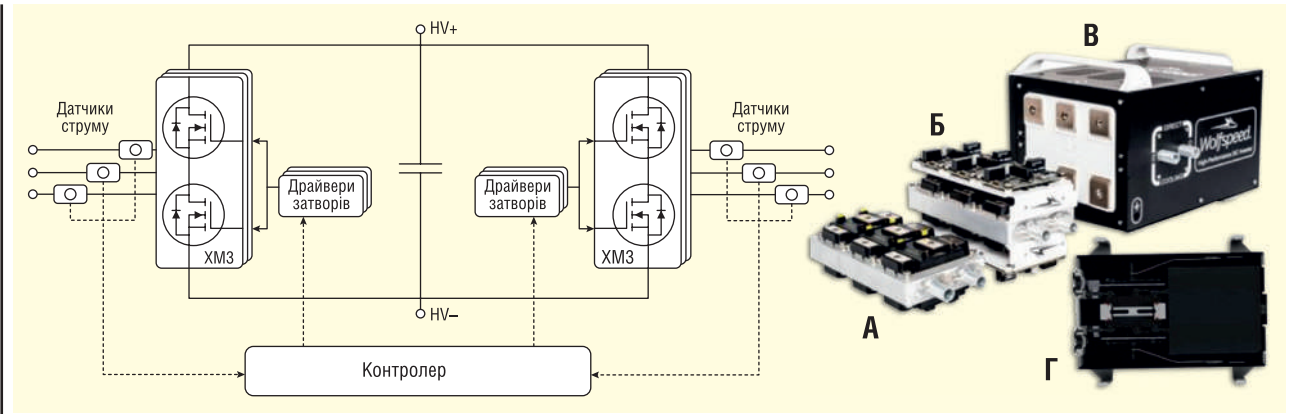 HV+
Датчики
струму
Драйвери
затворів
XM3
Драйвери
затворів
XM3
Датчики
струму
HV–
Контролер
А
Б
В
Г
Wolfspeed.